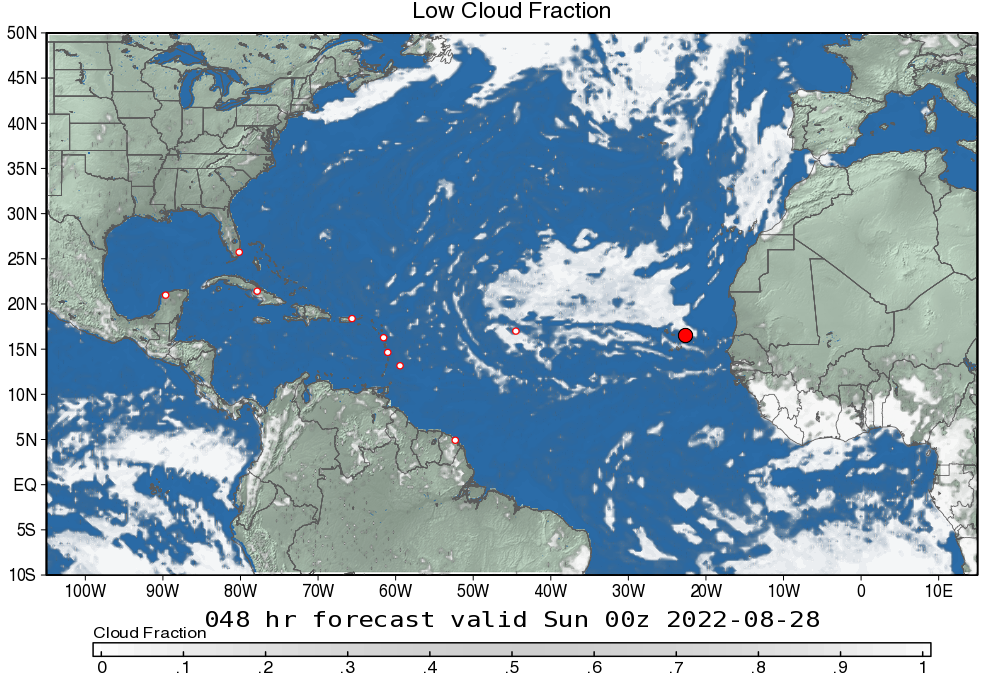 Low Cloud Fraction
50N
45N
40N
35N
30N
25N
20N
15N
10N
5N
EQ
5S
10S
100W 90W 80W 70W 60W 50W 40W 30W 20W 10W 0 10E
048 hr forecast valid Sun 00z 2022-08-28
Cloud Fraction
0 .1 .2 .3 .4 .5 .6 .7 .8 .9 1